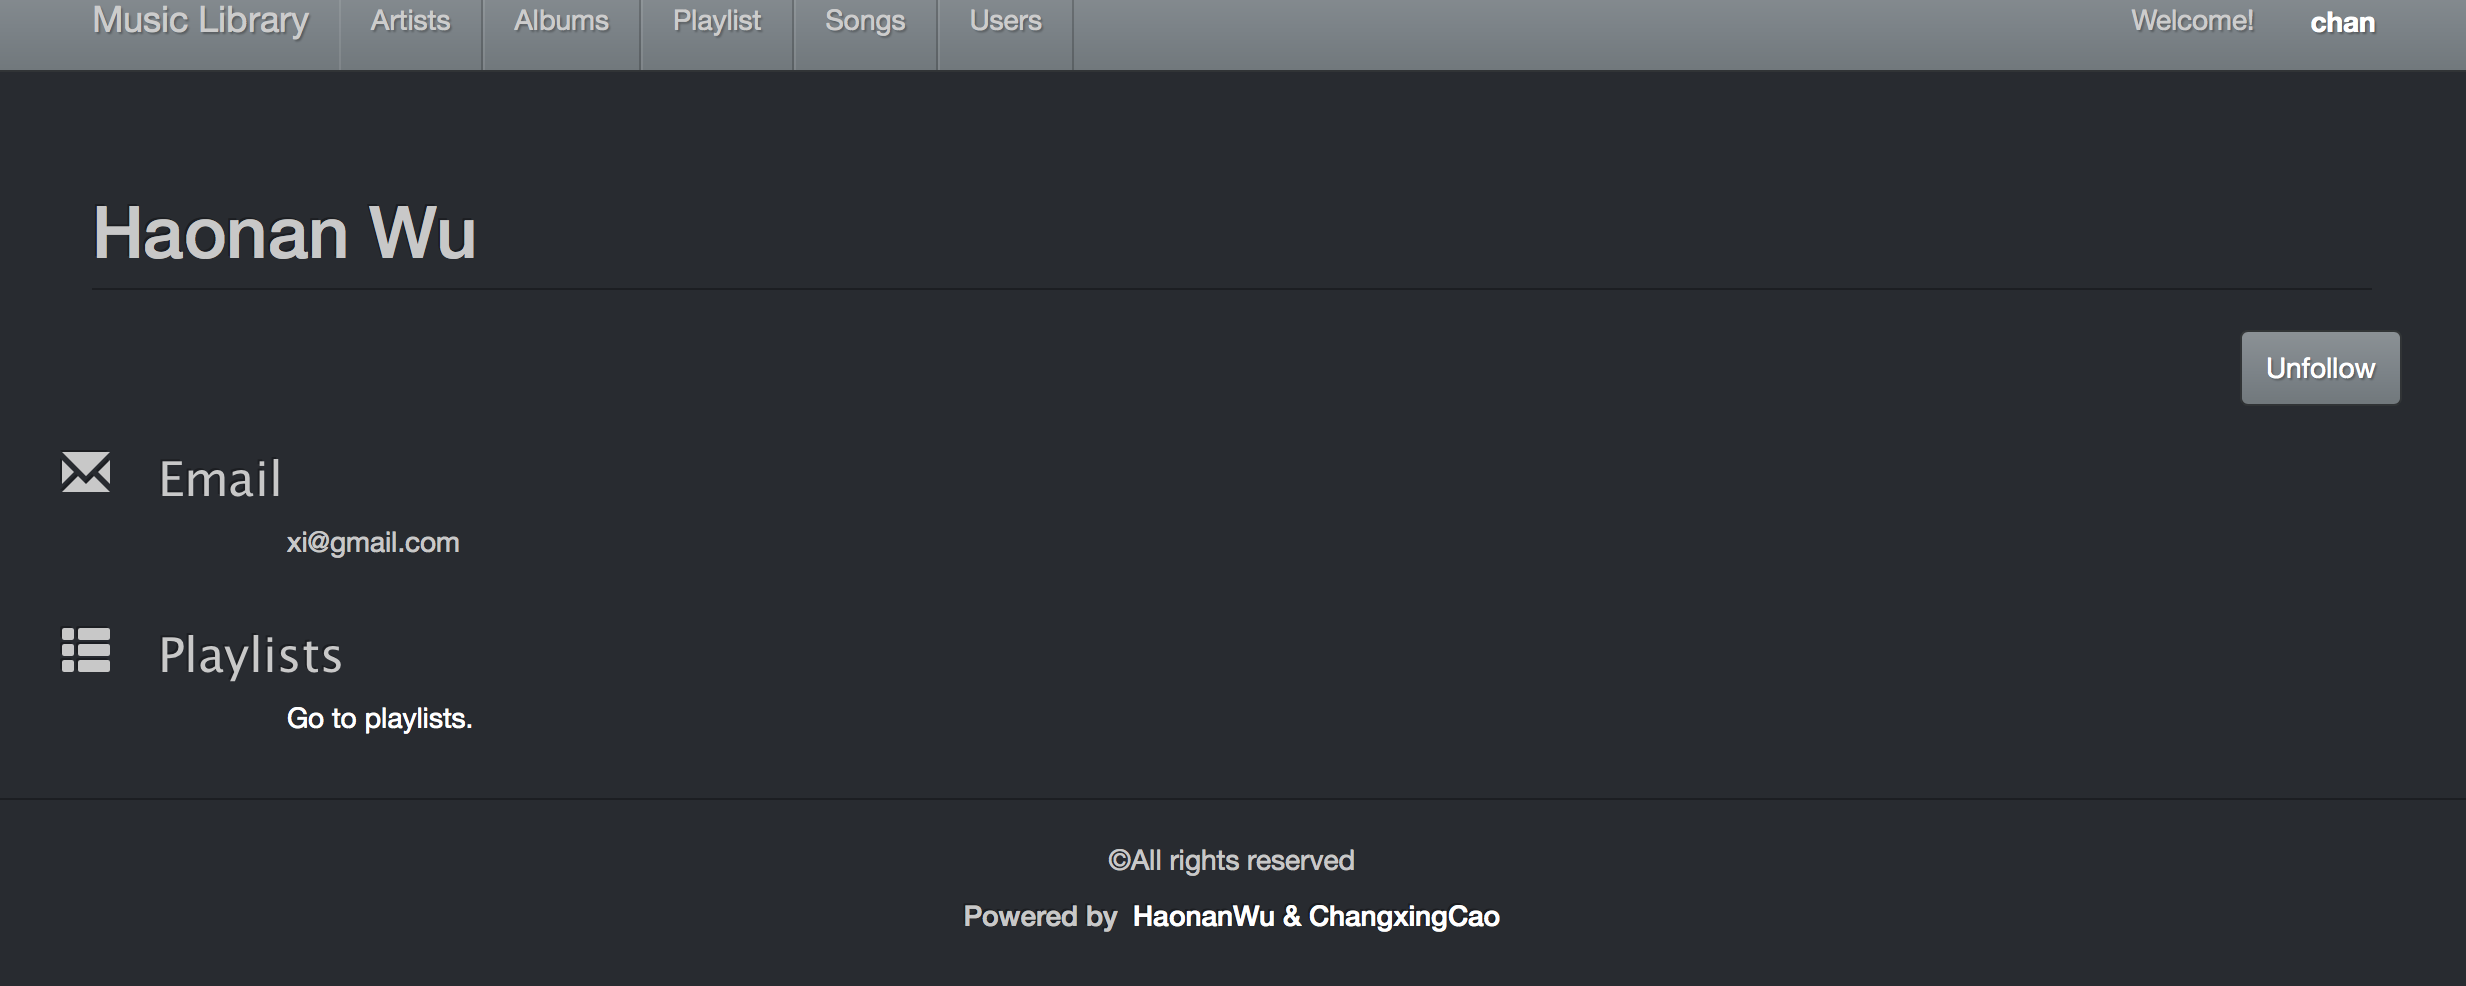 Music Library Artists Albums Playlist Songs Users Welcome! chan
Haonan Wu
Unfollow
Email
xi@gmail.com
Playlists
Go to playlists.
©All rights reserved
Powered by HaonanWu & ChangxingCao